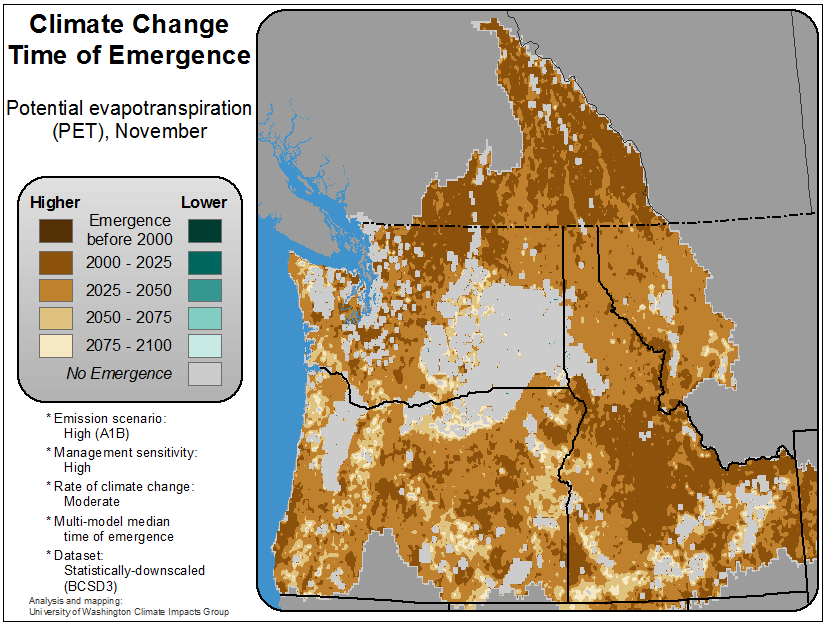 Climate Change
Time of Emergence
Potential evapotranspiration
(PET), November
Higher Lower
Emergence
before 2000
2000 - 2025
2025 - 2050
2050 - 2075
2075 - 2100
No Emergence
* Emission scenario:
High (A1B)
* Management sensitivity:
High
* Rate of climate change:
Moderate
* Multi-model median
time of emergence
* Dataset:
Statistically-downscaled
(BCSD3)
Analysis and mapping:
University of Washington Climate Impacts Group